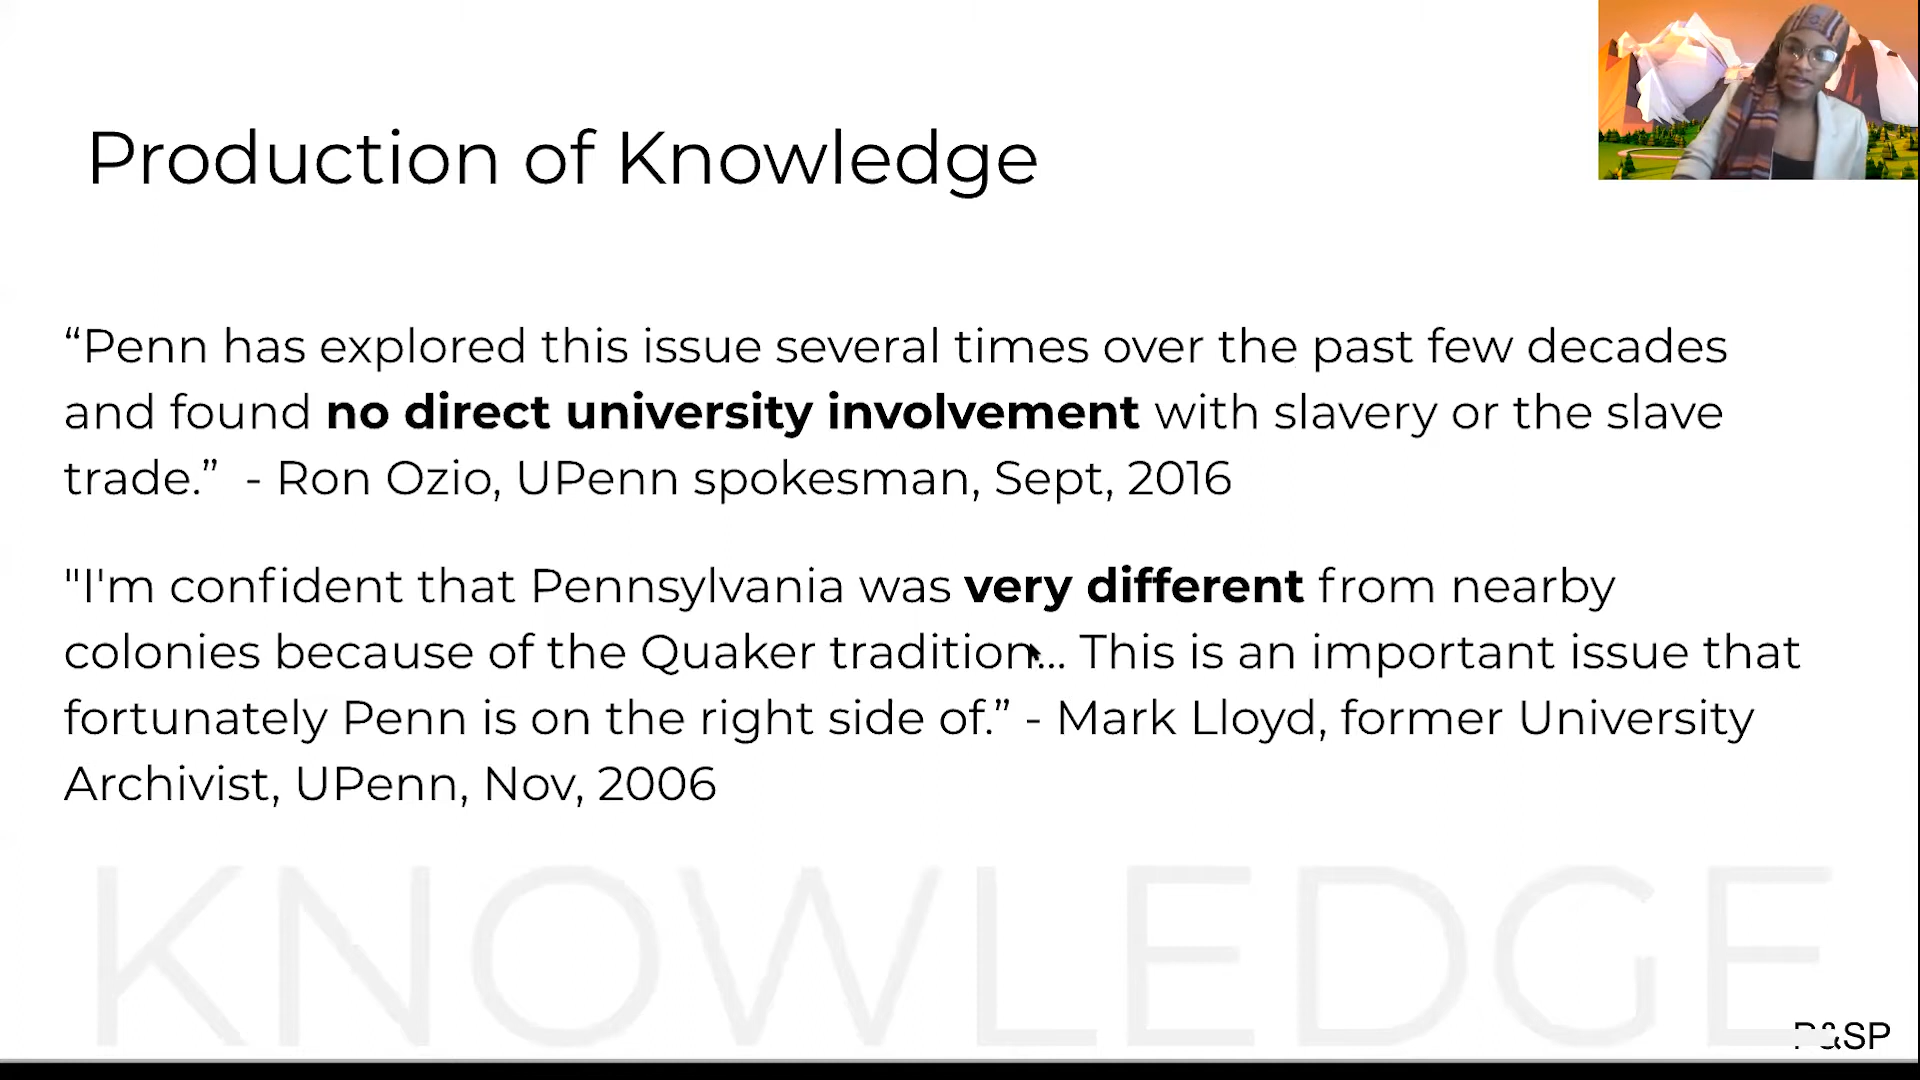 Production of Knowledge
“Penn has explored this issue several times over the past few decades
and found no direct university involvement with slavery or the slave
trade.” - Ron Ozio, UPenn spokesman, Sept, 2016
"I'm confident that Pennsylvania was very different from nearby
colonies because of the Quaker tradition... This is an important issue that
fortunately Penn is on the right side of.” - Mark Lloyd, former University
Archivist, UPenn, Nov, 2006
KNOWLEDGE
P&SP